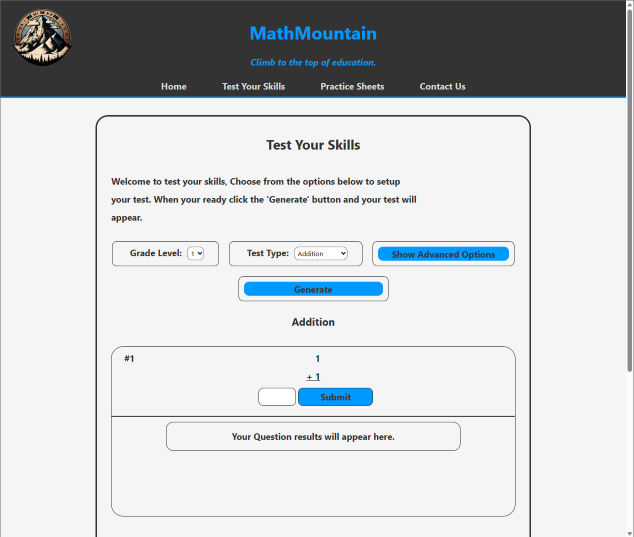 MathMountain
Climb to the top of education.
Home Test Your Skills Practice Sheets Contact Us
Test Your Skills
Welcome to test your skills, Choose from the options below to setup
your test. When your ready click the 'Generate' button and your test will
appear.
Grade Level: 1 Test Type: Addition Show Advanced Options
Generate
Addition
#1 1
+ 1
Submit
Your Question results will appear here.